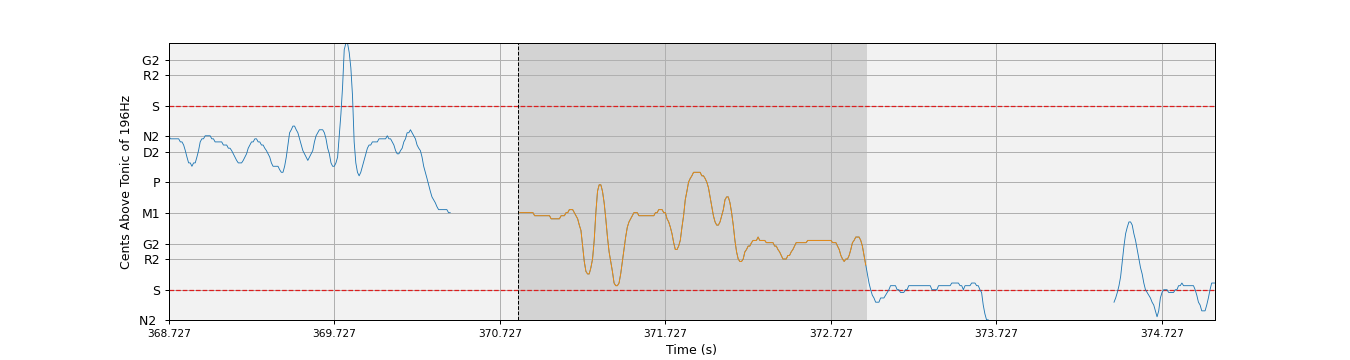 G2
R2
S
N2
D2
P
M1
G2
R2
S
N2
Cents Above Tonic of 196Hz
368.727 369.727 370.727 371.727 372.727 373.727 374.727
Time (s)